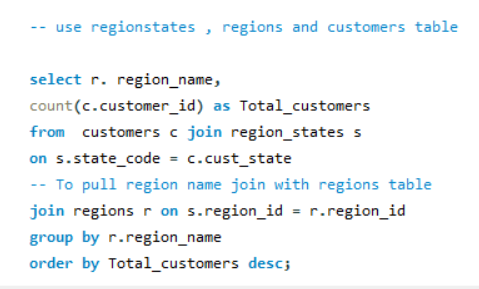 -- use regionstates , regions and customers table
select r. region_name,
count(c.customer_id) as Total_customers
from  customers c join region_states s
on s.state_code = c.cust_state
-- To pull region name join with regions table
join regions r on s.region_id = r.region_id
group by r.region_name
order by Total_customers desc;